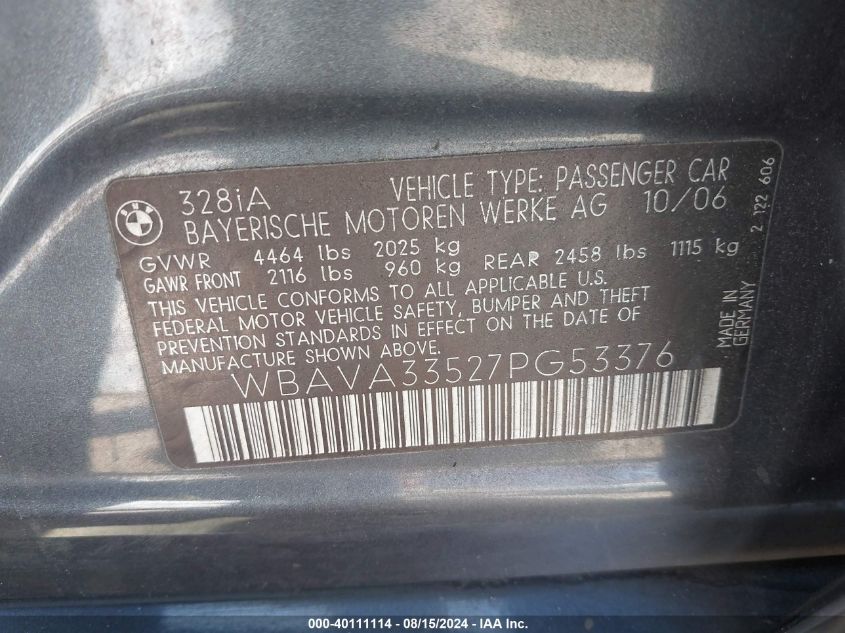 328iA VEHICLE TYPE: PASSENGER CAR
BAYERISCHE MOTOREN WERKE AG 10/06
GVWR 4464 lbs 2025 kg
GAWR FRONT 2116 lbs 960 kg REAR 2458 lbs 1115 kg
THIS VEHICLE CONFORMS TO ALL APPLICABLE U.S.
FEDERAL MOTOR VEHICLE SAFETY, BUMPER AND THEFT
PREVENTION STANDARDS IN EFFECT ON THE DATE OF
MANUFACTURE SHOWN ABOVE.
WBAVA33527PG53376
MADE IN
GERMANY
2 122 606
BMW
000-40111114 - 08/15/2024 - IAA Inc.